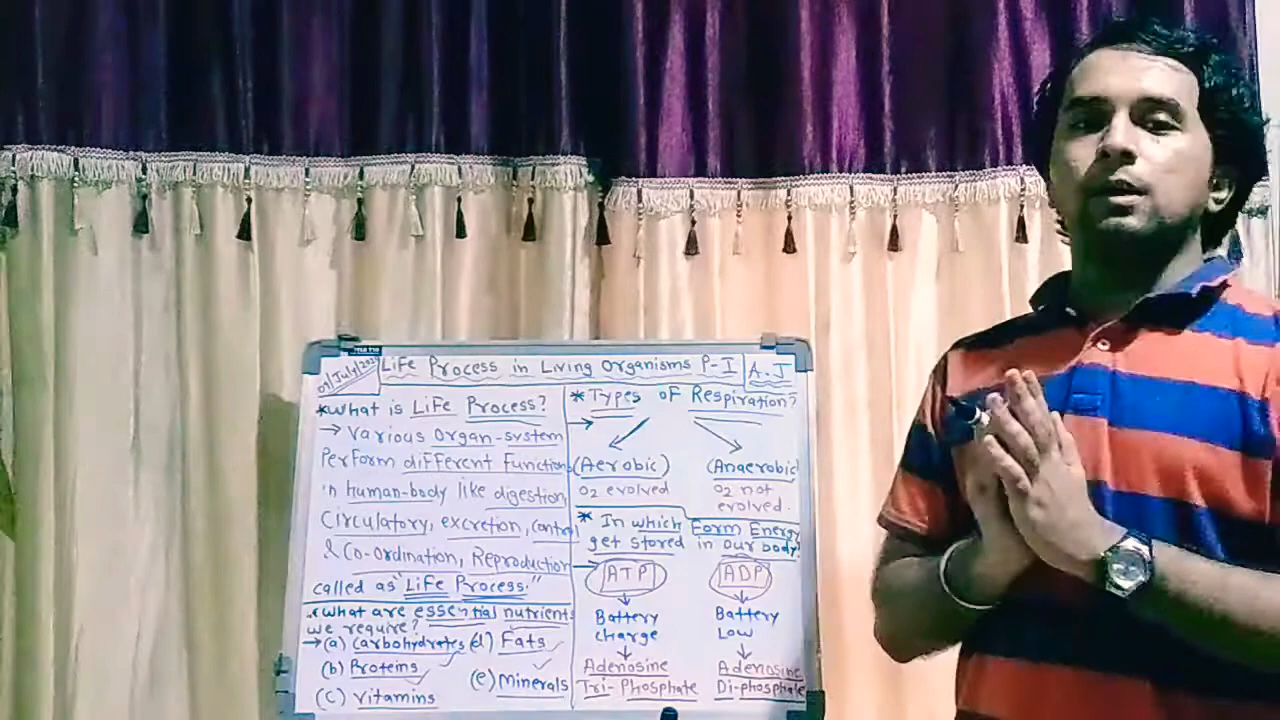 01/July/202
Life Process in Living Organisms P-I
A.J
*What is Life Process?
→ Various Organ-system
Perform different Function
in human-body like digestion,
Circulatory, excretion, Control
& Co-Ordination, Reproduction
called as "Life Process."
*What are essential nutrients
we require?
→(a) Carbohydrates (d) Fats
(b) Proteins
(e) Minerals
(C) Vitamins
*Types of Respiration?
(Aerobic) (Anaerobic)
O2 evolved O2 not
evolved.
* In which Form Energy
get stored in our body?
ATP ADP
Battery Battery
charge Low
Adenosine Adenosine
Tri-Phosphate Di-phosphate